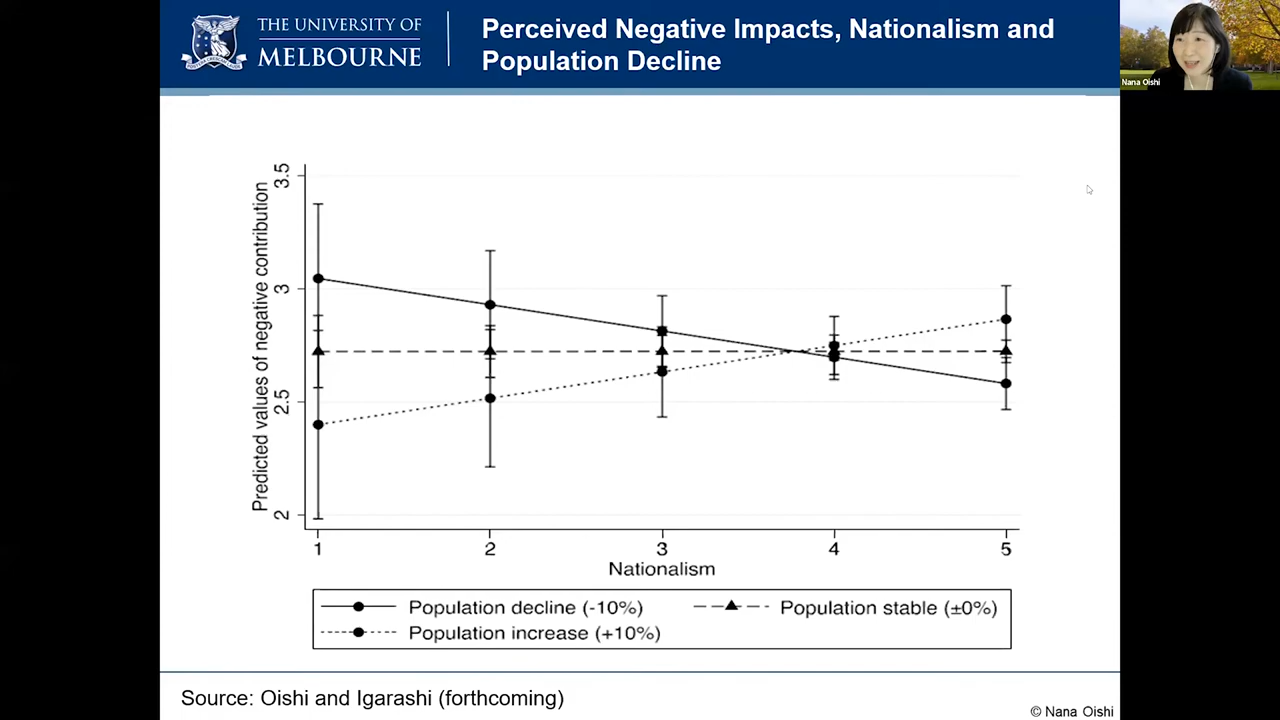 THE UNIVERSITY OF
MELBOURNE
Perceived Negative Impacts, Nationalism and
Population Decline
Nana Oishi
Predicted values of negative contribution
3.5
3
2.5
2
1 2 3 4 5
Nationalism
Population decline (-10%) Population stable (±0%)
Population increase (+10%)
Source: Oishi and Igarashi (forthcoming)
© Nana Oishi